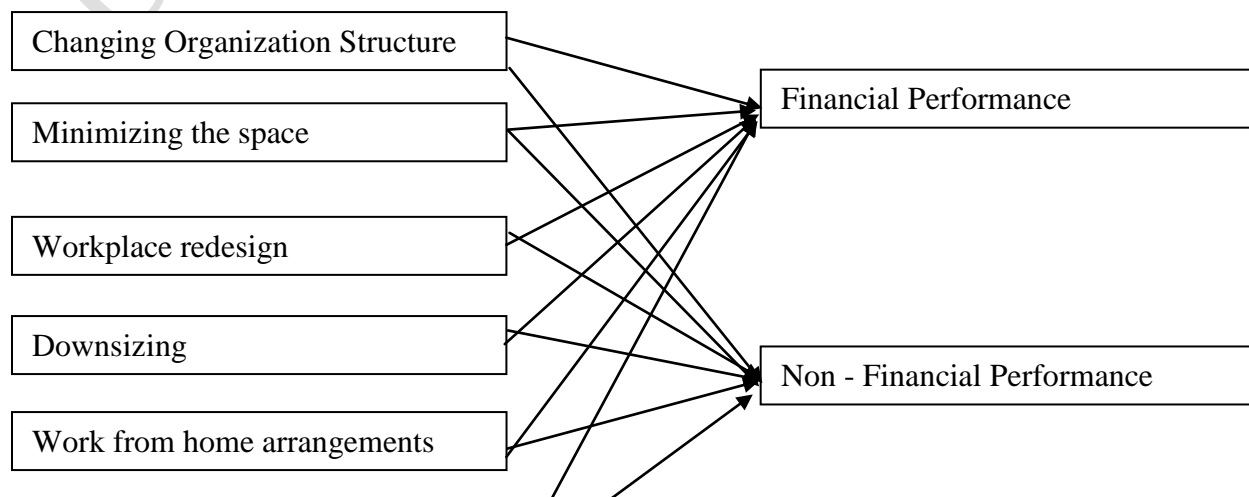 Changing Organization Structure
Financial Performance
Minimizing the space
Workplace redesign
Downsizing
Non - Financial Performance
Work from home arrangements